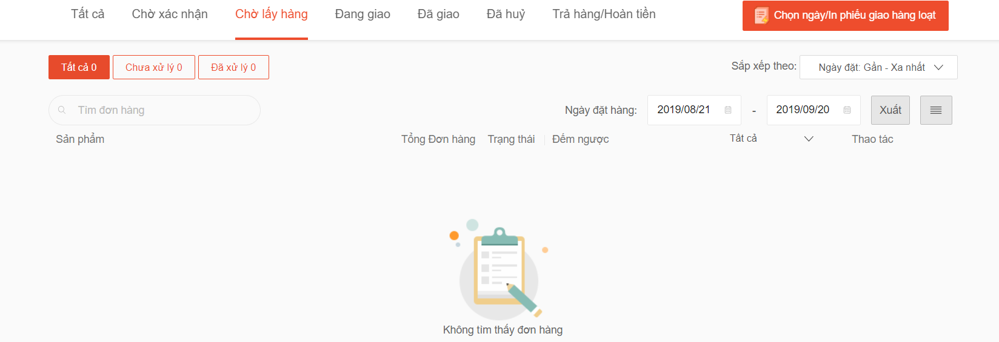 Tất cả Chờ xác nhận Chờ lấy hàng Đang giao Đã giao Đã huỷ Trả hàng/Hoàn tiền Chọn ngày/In phiếu giao hàng loạt
Tất cả 0 Chưa xử lý 0 Đã xử lý 0 Sắp xếp theo: Ngày đặt: Gần - Xa nhất
Tìm đơn hàng Ngày đặt hàng: 2019/08/21 - 2019/09/20 Xuất
Sản phẩm Tổng Đơn hàng Trạng thái Đếm ngược Tất cả Thao tác
Không tìm thấy đơn hàng